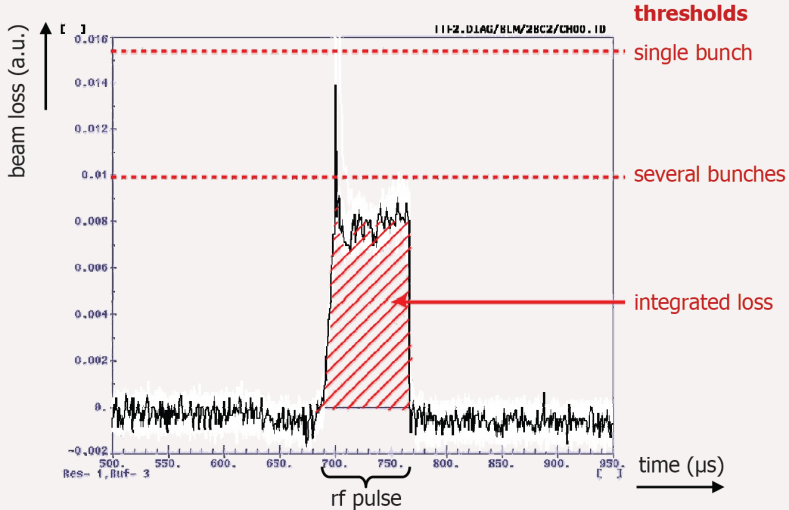 thresholds
[ ]
TTF2.DIAG/BLM/2BC2/CH00.TD
beam loss (a.u.)
0.016
single bunch
0.014
0.012
0.01
several bunches
0.008
0.006
0.004
integrated loss
0.002
0.
-0.002
500. 550. 600. 650. 700. 750. 800. 850. 900. 950.
Res- 1,Buf- 3
[ ]
time (µs)
rf pulse